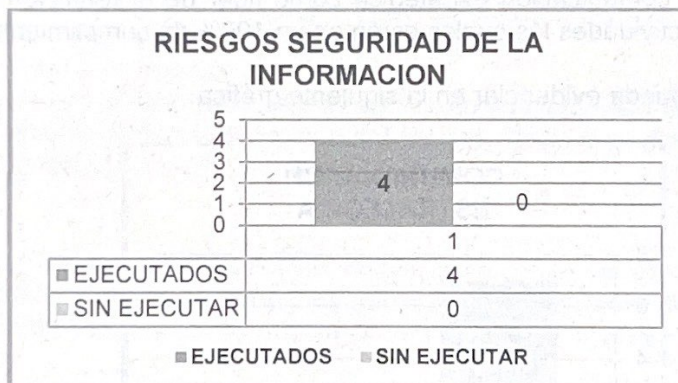 RIESGOS SEGURIDAD DE LA
INFORMACION
5
4
3
2
1
0
4
0
1
EJECUTADOS 4
SIN EJECUTAR 0
EJECUTADOS SIN EJECUTAR